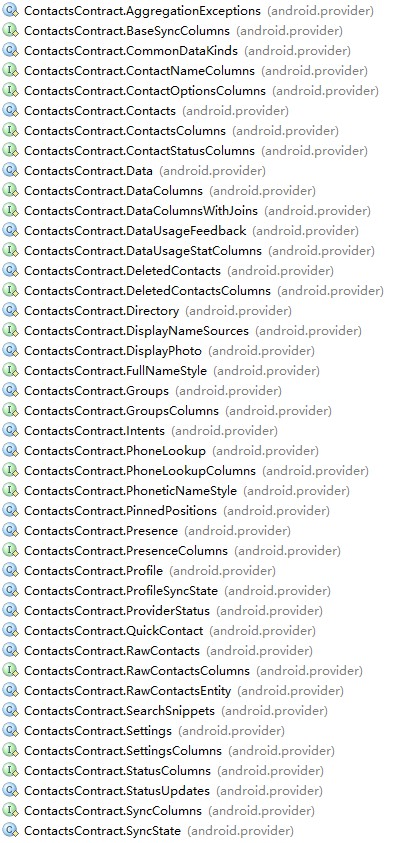 ContactsContract.AggregationExceptions (android.provider)
ContactsContract.BaseSyncColumns (android.provider)
ContactsContract.CommonDataKinds (android.provider)
ContactsContract.ContactNameColumns (android.provider)
ContactsContract.ContactOptionsColumns (android.provider)
ContactsContract.Contacts (android.provider)
ContactsContract.ContactsColumns (android.provider)
ContactsContract.ContactStatusColumns (android.provider)
ContactsContract.Data (android.provider)
ContactsContract.DataColumns (android.provider)
ContactsContract.DataColumnsWithJoins (android.provider)
ContactsContract.DataUsageFeedback (android.provider)
ContactsContract.DataUsageStatColumns (android.provider)
ContactsContract.DeletedContacts (android.provider)
ContactsContract.DeletedContactsColumns (android.provider)
ContactsContract.Directory (android.provider)
ContactsContract.DisplayNameSources (android.provider)
ContactsContract.DisplayPhoto (android.provider)
ContactsContract.FullNameStyle (android.provider)
ContactsContract.Groups (android.provider)
ContactsContract.GroupsColumns (android.provider)
ContactsContract.Intents (android.provider)
ContactsContract.PhoneLookup (android.provider)
ContactsContract.PhoneLookupColumns (android.provider)
ContactsContract.PhoneticNameStyle (android.provider)
ContactsContract.PinnedPositions (android.provider)
ContactsContract.Presence (android.provider)
ContactsContract.PresenceColumns (android.provider)
ContactsContract.Profile (android.provider)
ContactsContract.ProfileSyncState (android.provider)
ContactsContract.ProviderStatus (android.provider)
ContactsContract.QuickContact (android.provider)
ContactsContract.RawContacts (android.provider)
ContactsContract.RawContactsColumns (android.provider)
ContactsContract.RawContactsEntity (android.provider)
ContactsContract.SearchSnippets (android.provider)
ContactsContract.Settings (android.provider)
ContactsContract.SettingsColumns (android.provider)
ContactsContract.StatusColumns (android.provider)
ContactsContract.StatusUpdates (android.provider)
ContactsContract.SyncColumns (android.provider)
ContactsContract.SyncState (android.provider)